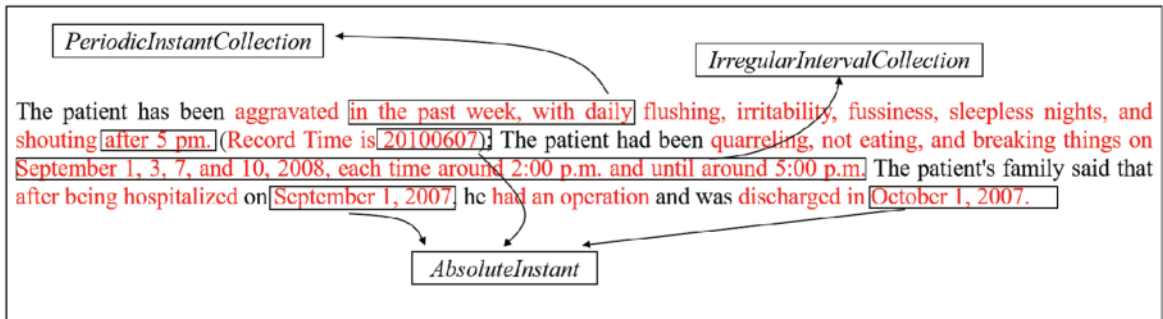 PeriodicInstantCollection
IrregularIntervalCollection
The patient has been aggravated in the past week, with daily flushing, irritability, fussiness, sleepless nights, and
shouting after 5 pm. (Record Time is 20100607); The patient had been quarreling, not eating, and breaking things on
September 1, 3, 7, and 10, 2008, each time around 2:00 p.m. and until around 5:00 p.m. The patient's family said that
after being hospitalized on September 1, 2007, he had an operation and was discharged in October 1, 2007.
AbsoluteInstant